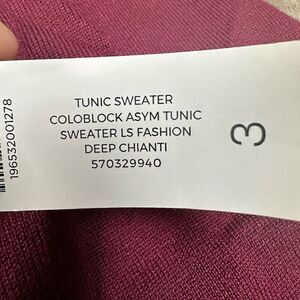 TUNIC SWEATER
COLOBLOCK ASYM TUNIC
SWEATER LS FASHION
DEEP CHIANTI
570329940
3
196532001278